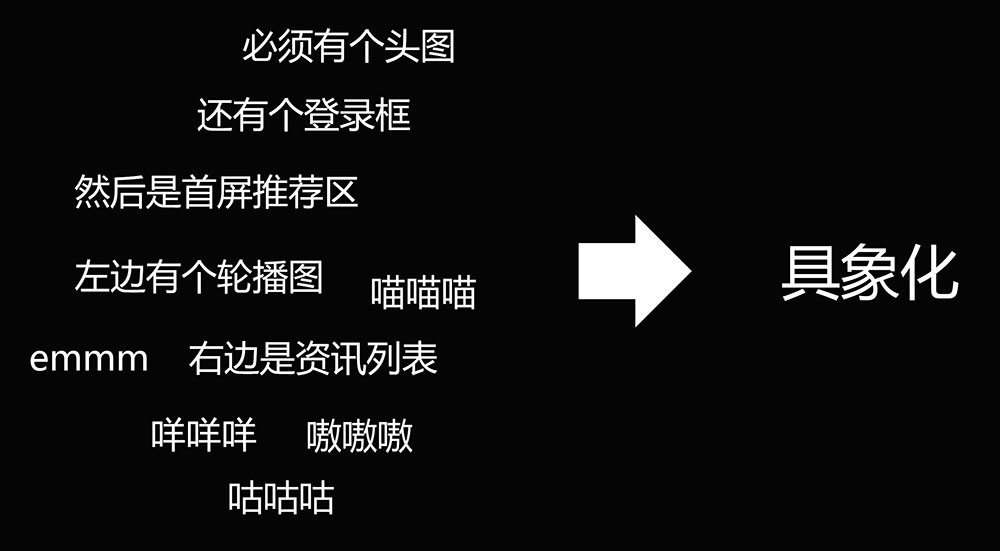 必须有个头图
还有个登录框
然后是首屏推荐区
左边有个轮播图
喵喵喵
emmm 右边是资讯列表
咩咩咩 嗷嗷嗷
咕咕咕
具象化